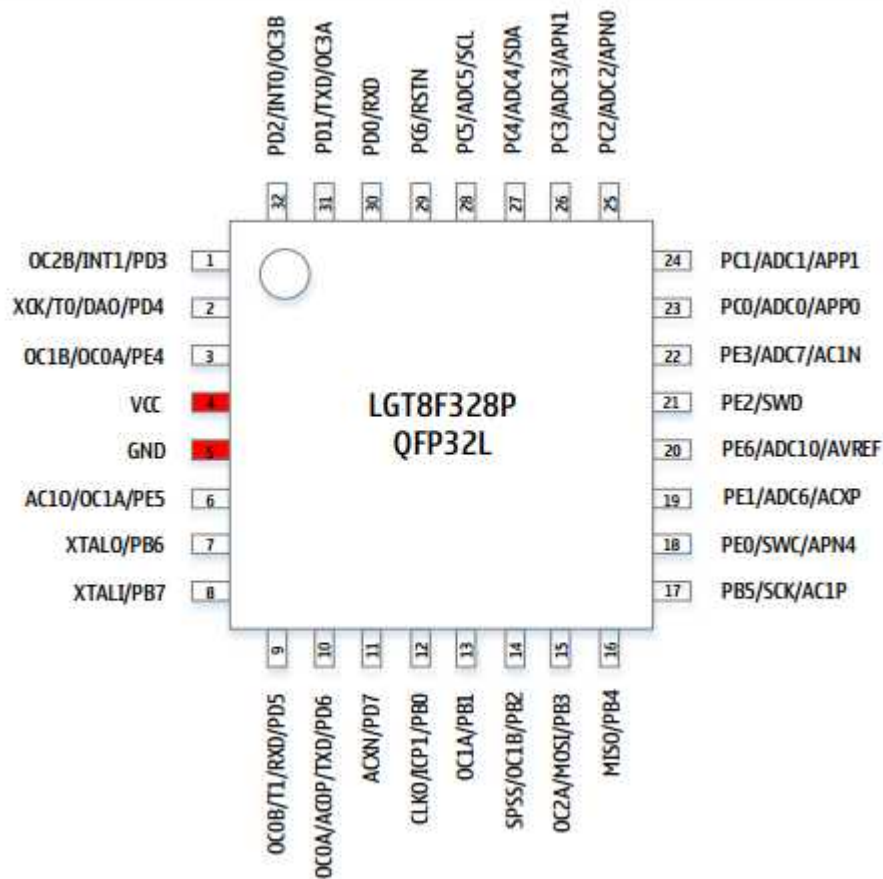 PD2/INT0/OC3B
PD1/TXD/OC3A
PD0/RXD
PC6/RSTN
PC5/ADC5/SCL
PC4/ADC4/SDA
PC3/ADC3/APN1
PC2/ADC2/APN0
32
31
30
29
28
27
26
25
OC2B/INT1/PD3 1
XCK/T0/DAO/PD4 2
OC1B/OC0A/PE4 3
VCC 4
GND 5
AC1O/OC1A/PE5 6
XTALO/PB6 7
XTALI/PB7 8
LGT8F328P
QFP32L
24 PC1/ADC1/APP1
23 PC0/ADC0/APP0
22 PE3/ADC7/AC1N
21 PE2/SWD
20 PE6/ADC10/AVREF
19 PE1/ADC6/ACXP
18 PE0/SWC/APN4
17 PB5/SCK/AC1P
9
10
11
12
13
14
15
16
OC0B/T1/RXD/PD5
OC0A/AC0P/TXD/PD6
ACXN/PD7
CLKO/ICP1/PB0
OC1A/PB1
SPSS/OC1B/PB2
OC2A/MOSI/PB3
MISO/PB4